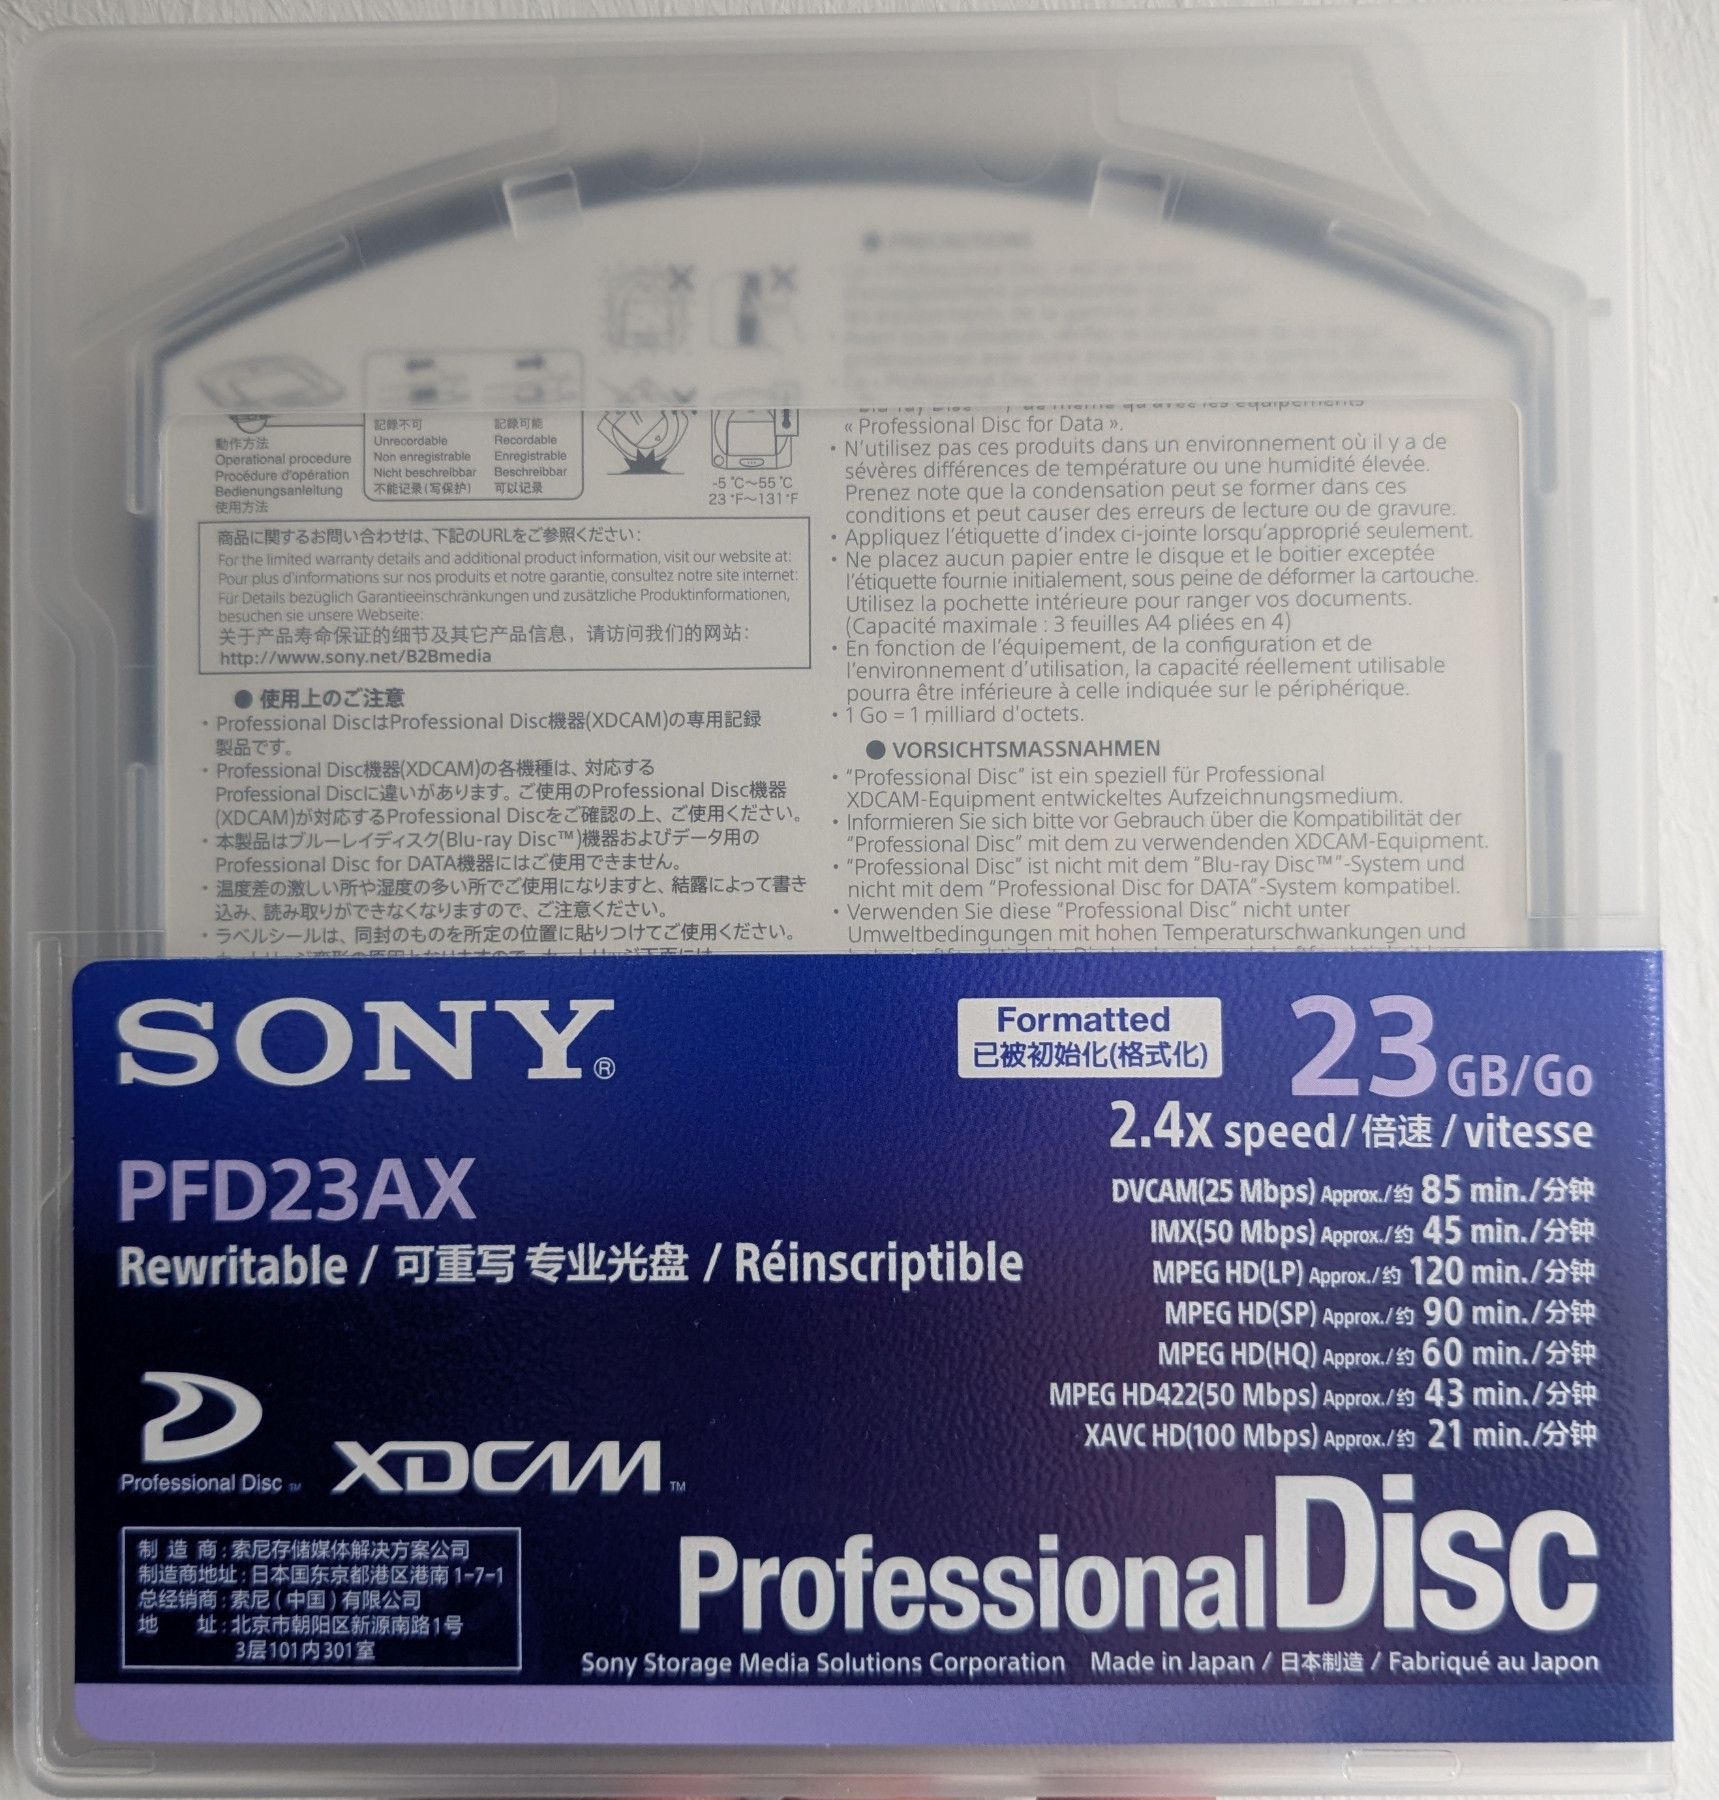 動作方法
Operational procedure
Procédure d'opération
Bedienungsanleitung
使用方法
記録不可
Unrecordable
Non enregistrable
Nicht beschreibbar
不能记录(写保护)
記録可能
Recordable
Enregistrable
Beschreibbar
可以记录
-5 ℃～55 ℃
23 °F～131 °F
商品に関するお問い合わせは、下記のURLをご参照ください:
For the limited warranty details and additional product information, visit our website at:
Pour plus d'informations sur nos produits et notre garantie, consultez notre site internet:
Für Details bezüglich Garantieeinschränkungen und zusätzliche Produktinformationen,
besuchen sie unsere Webseite:
关于产品寿命保证的细节及其它产品信息，请访问我们的网站:
http://www.sony.net/B2Bmedia
● 使用上のご注意
・Professional DiscはProfessional Disc機器(XDCAM)の専用記録
製品です。
・Professional Disc機器(XDCAM)の各機種は、対応する
Professional Discに違いがあります。ご使用のProfessional Disc機器
(XDCAM)が対応するProfessional Discをご確認の上、ご使用ください。
・本製品はブルーレイディスク(Blu-ray Disc™)機器およびデータ用の
Professional Disc for DATA機器にはご使用できません。
・温度差の激しい所や湿度の多い所でご使用になりますと、結露によって書き
込み、読み取りができなくなりますので、ご注意ください。
・ラベルシールは、同封のものを所定の位置に貼りつけてご使用ください。
● PRECAUTIONS
« Professional Disc for Data ».
• N'utilisez pas ces produits dans un environnement où il y a de
sévères différences de température ou une humidité élevée.
Prenez note que la condensation peut se former dans ces
conditions et peut causer des erreurs de lecture ou de gravure.
• Appliquez l'étiquette d'index ci-jointe lorsqu'approprié seulement.
• Ne placez aucun papier entre le disque et le boitier exceptée
l'étiquette fournie initialement, sous peine de déformer la cartouche.
Utilisez la pochette intérieure pour ranger vos documents.
(Capacité maximale : 3 feuilles A4 pliées en 4)
• En fonction de l'équipement, de la configuration et de
l'environnement d'utilisation, la capacité réellement utilisable
pourra être inférieure à celle indiquée sur le périphérique.
• 1 Go = 1 milliard d'octets.
● VORSICHTSMASSNAHMEN
• "Professional Disc" ist ein speziell für Professional
XDCAM-Equipment entwickeltes Aufzeichnungsmedium.
• Informieren Sie sich bitte vor Gebrauch über die Kompatibilität der
"Professional Disc" mit dem zu verwendenden XDCAM-Equipment.
• "Professional Disc" ist nicht mit dem "Blu-ray Disc™"-System und
nicht mit dem "Professional Disc for DATA"-System kompatibel.
• Verwenden Sie diese "Professional Disc" nicht unter
Umweltbedingungen mit hohen Temperaturschwankungen und
SONY®
Formatted
已被初始化(格式化)
23 GB/Go
2.4x speed/倍速/vitesse
PFD23AX
Rewritable / 可重写 专业光盘 / Réinscriptible
DVCAM(25 Mbps) Approx./约 85 min./分钟
IMX(50 Mbps) Approx./约 45 min./分钟
MPEG HD(LP) Approx./约 120 min./分钟
MPEG HD(SP) Approx./约 90 min./分钟
MPEG HD(HQ) Approx./约 60 min./分钟
MPEG HD422(50 Mbps) Approx./约 43 min./分钟
XAVC HD(100 Mbps) Approx./约 21 min./分钟
Professional Disc™
XDCAM™
制 造 商:索尼存储媒体解决方案公司
制造商地址:日本国东京都港区港南1-7-1
总经销商:索尼(中国)有限公司
地 址:北京市朝阳区新源南路1号
3层101内301室
ProfessionalDisc
Sony Storage Media Solutions Corporation Made in Japan / 日本制造 / Fabriqué au Japon